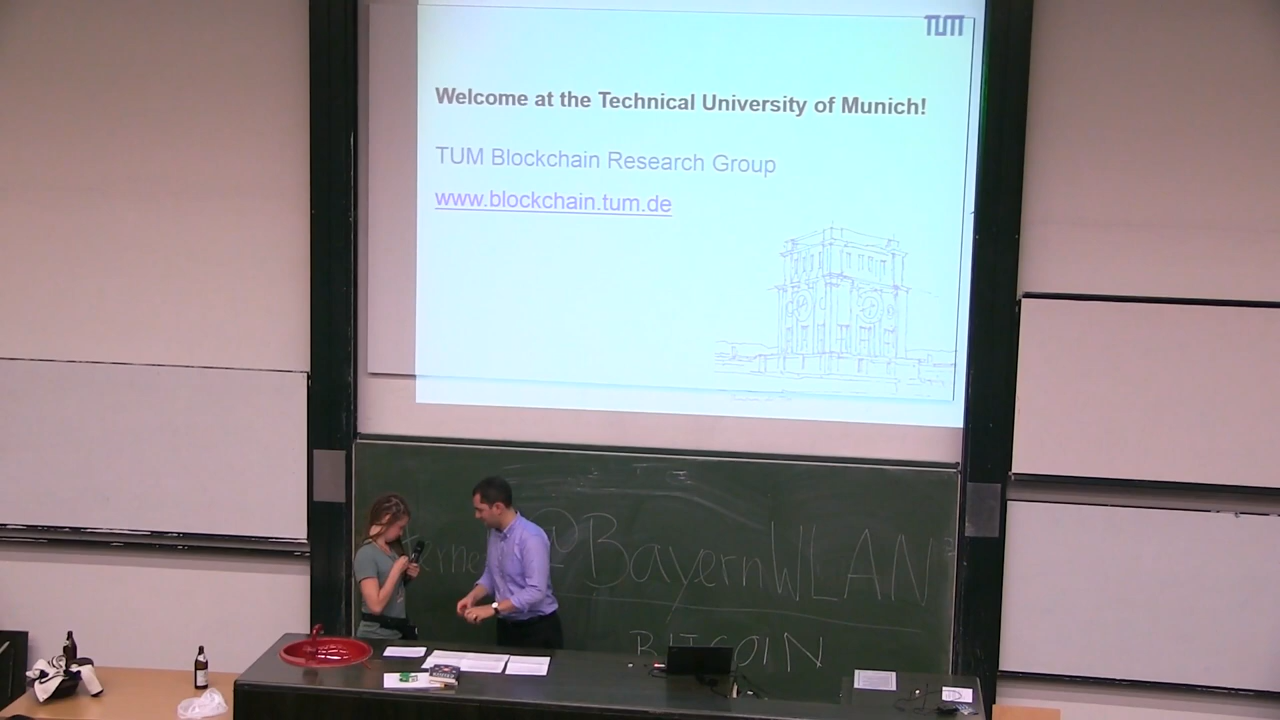 TUM
Welcome at the Technical University of Munich!
TUM Blockchain Research Group
www.blockchain.tum.de
@BayernWLAN
BITCOIN